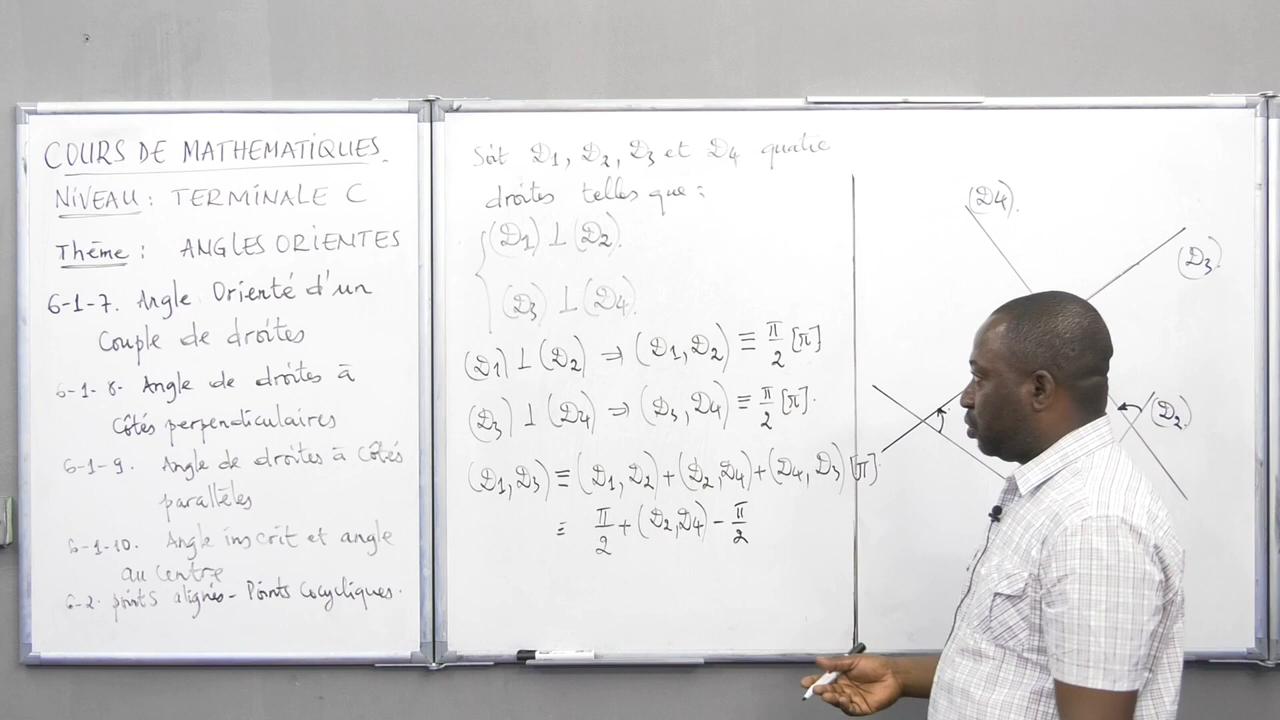 COURS DE MATHEMATIQUES.
NIVEAU : TERMINALE C
Thème : ANGLES ORIENTES
6-1-7. Angle Orienté d'un
Couple de droites
6-1-8. Angle de droites à
Côtés perpendiculaires
6-1-9. Angle de droites à Côtés
parallèles
6-1-10. Angle inscrit et angle
au centre
6-2. points alignés - Points Cocycliques.
Soit D1, D2, D3 et D4 quatre
droites telles que :
(D1) ⊥ (D2).
(D3) ⊥ (D4).
(D1) ⊥ (D2) ⇒ (D1, D2) ≡ π/2 [π]
(D3) ⊥ (D4) ⇒ (D3, D4) ≡ π/2 [π].
(D1, D3) ≡ (D1, D2) + (D2, D4) + (D4, D3) [π].
≡ π/2 + (D2, D4) - π/2
(D4).
(D3).
(D2)